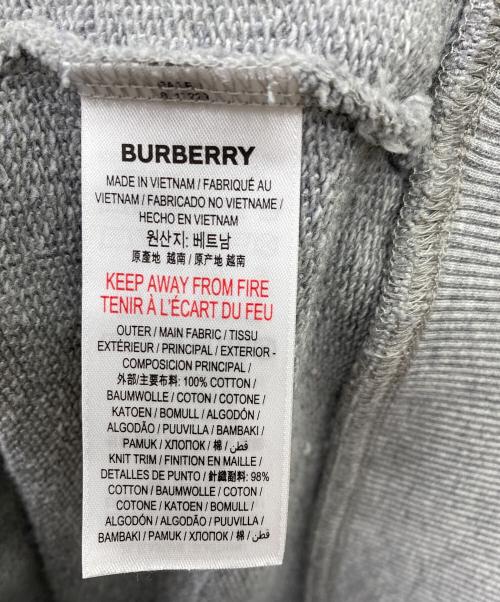 BURBERRY
MADE IN VIETNAM / FABRIQUÉ AU
VIETNAM / FABRICADO NO VIETNAME /
HECHO EN VIETNAM
원산지: 베트남
原產地 越南 / 原产地 越南
KEEP AWAY FROM FIRE
TENIR À L'ÉCART DU FEU
OUTER / MAIN FABRIC / TISSU
EXTÉRIEUR / PRINCIPAL / EXTERIOR -
COMPOSICION PRINCIPAL /
外部/主要布料: 100% COTTON /
BAUMWOLLE / COTON / COTONE /
KATOEN / BOMULL / ALGODÓN /
ALGODÃO / PUUVILLA / BAMBAKI /
PAMUK / ХЛОПОК / 棉 / قطن /
KNIT TRIM / FINITION EN MAILLE /
DETALLES DE PUNTO / 針織副料: 98%
COTTON / BAUMWOLLE / COTON /
COTONE / KATOEN / BOMULL /
ALGODÓN / ALGODÃO / PUUVILLA /
BAMBAKI / PAMUK / ХЛОПОК / 棉 / قطن /